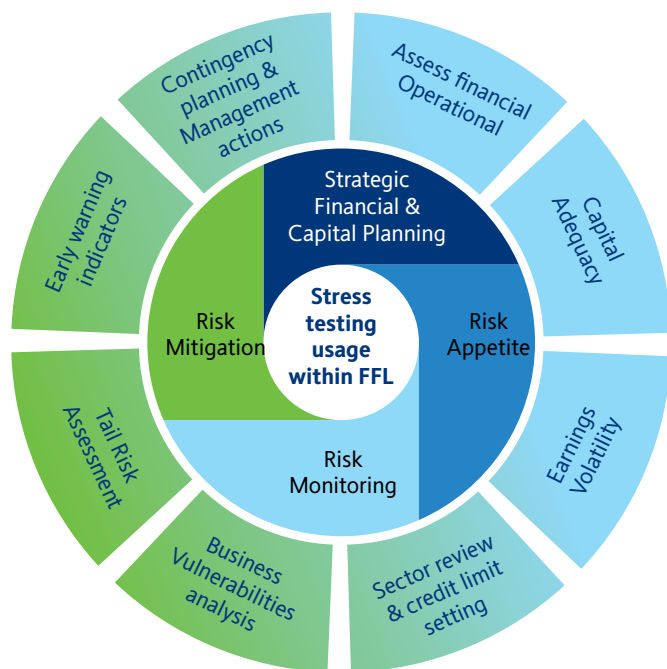 Contingency
planning &
Management
actions
Assess financial
Operational
Capital
Adequacy
Earnings
Volatility
Sector review
& credit limit
setting
Business
Vulnerabilities
analysis
Tail Risk
Assessment
Early warning
indicators
Strategic
Financial &
Capital Planning
Risk
Appetite
Risk
Monitoring
Risk
Mitigation
Stress
testing
usage
within FFL